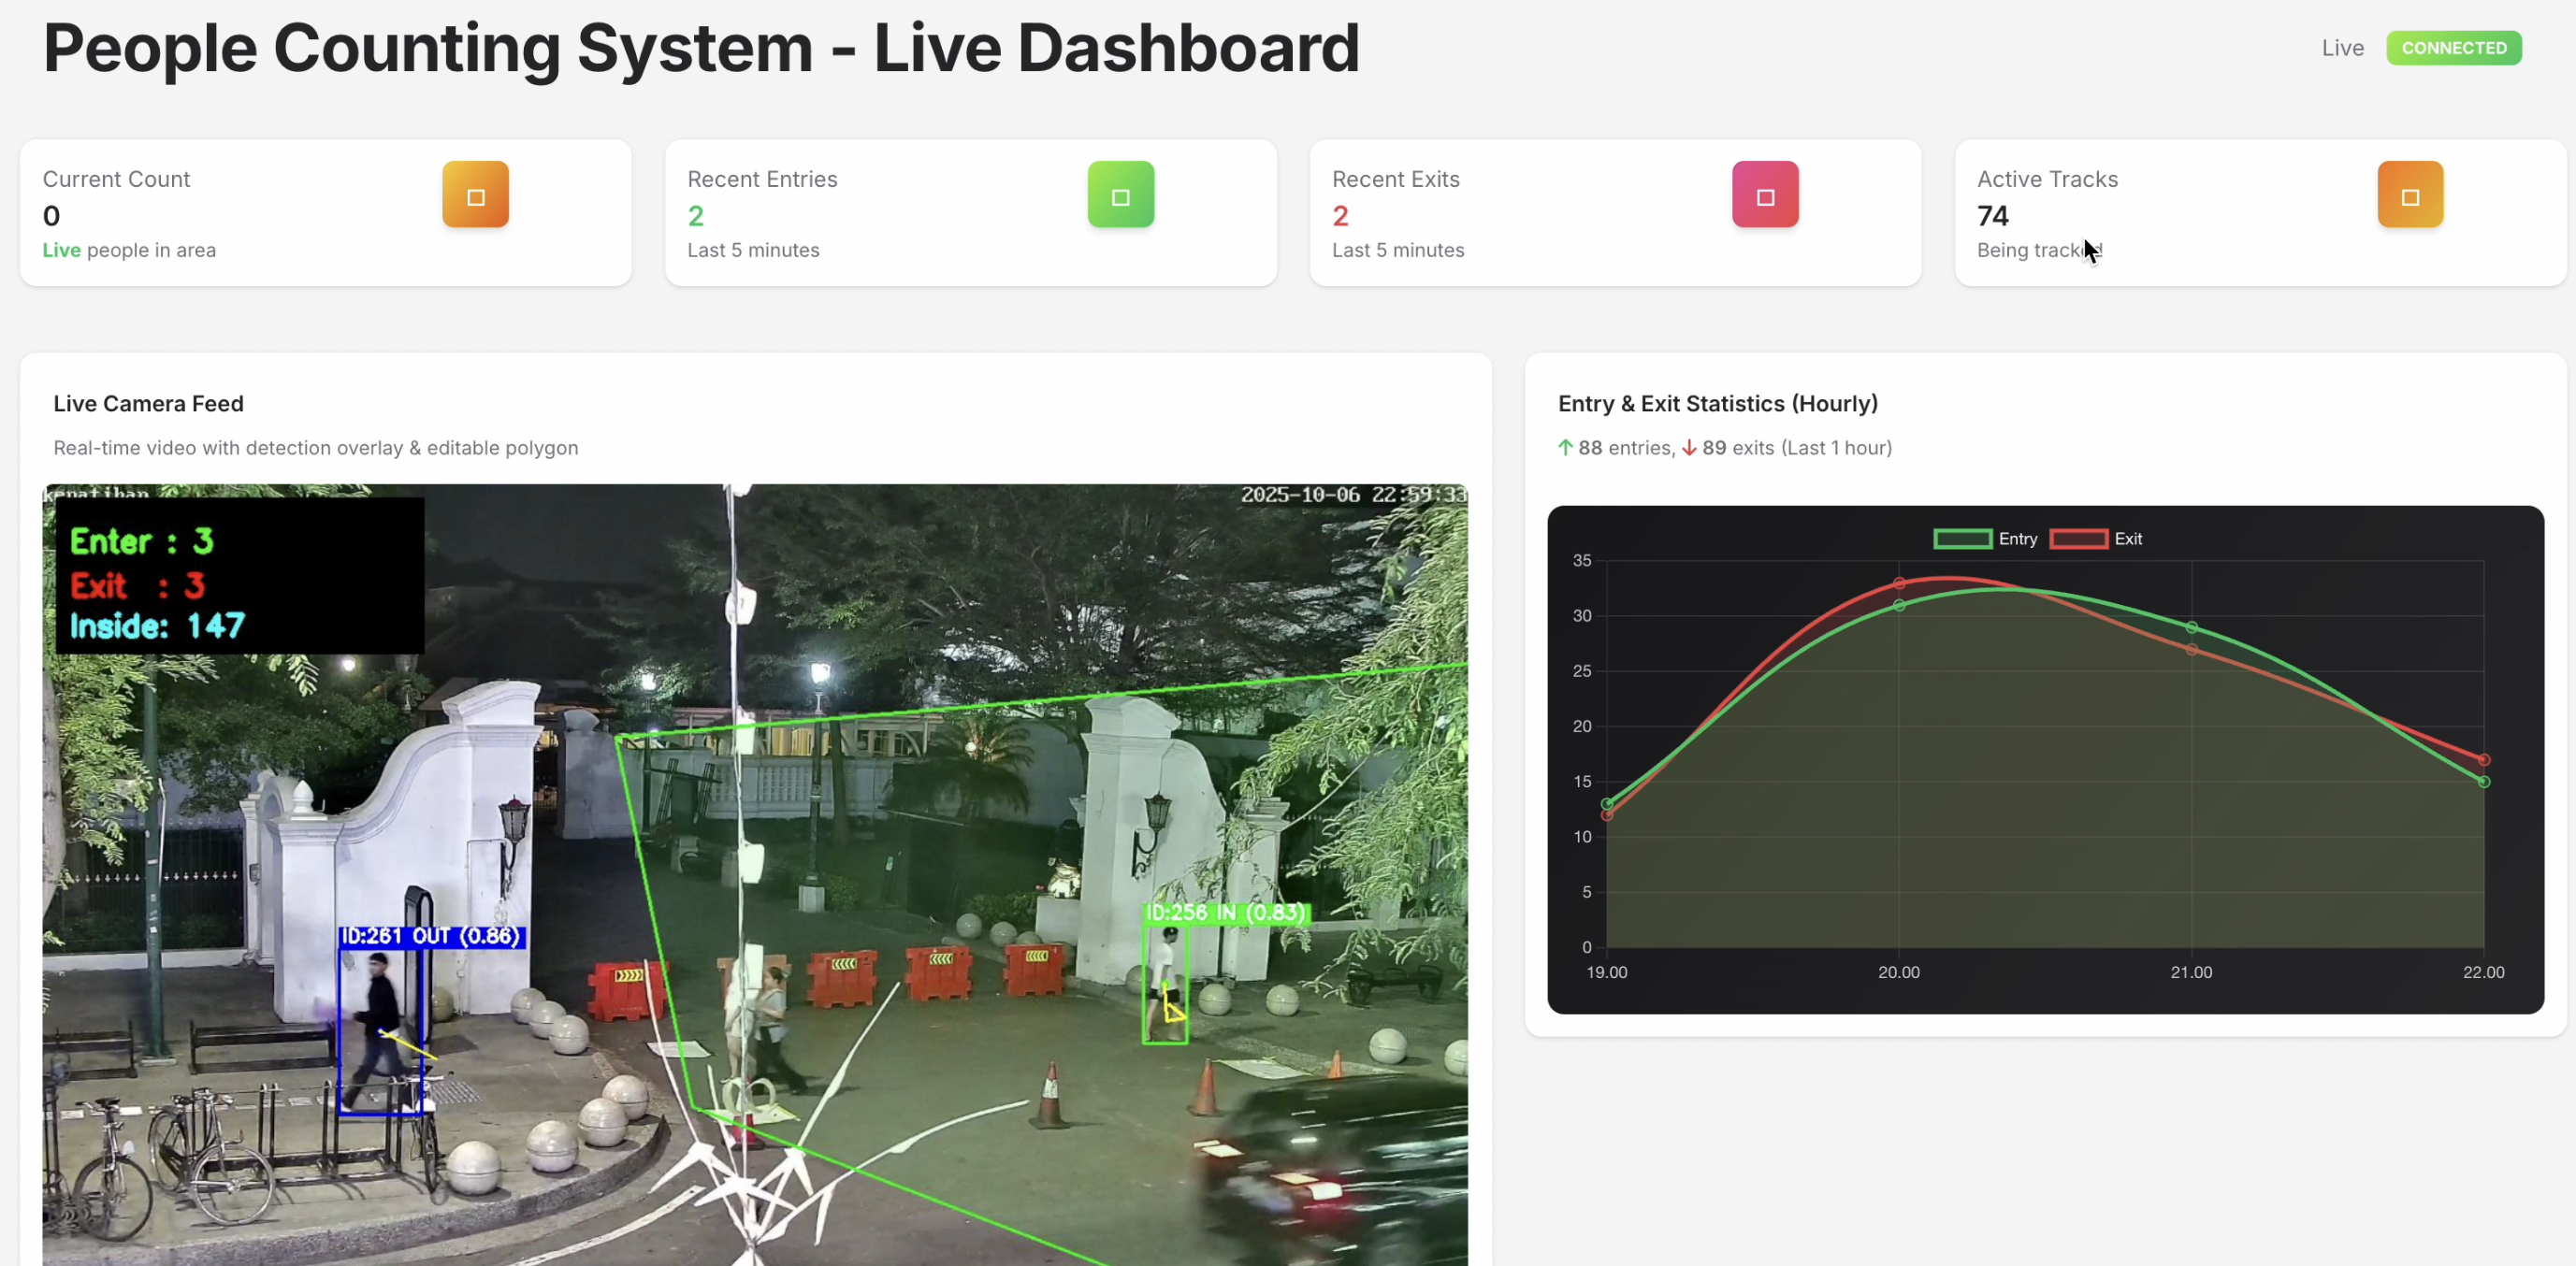 People Counting System - Live Dashboard
Live CONNECTED
Current Count
0
Live people in area
Recent Entries
2
Last 5 minutes
Recent Exits
2
Last 5 minutes
Active Tracks
74
Being tracked
Live Camera Feed
Real-time video with detection overlay & editable polygon
kepatihan
2025-10-06 22:59:33
Enter : 3
Exit : 3
Inside: 147
ID:261 OUT (0.86)
ID:256 IN (0.83)
Entry & Exit Statistics (Hourly)
↑ 88 entries, ↓ 89 exits (Last 1 hour)
Entry Exit
35
30
25
20
15
10
5
0
19.00 20.00 21.00 22.00